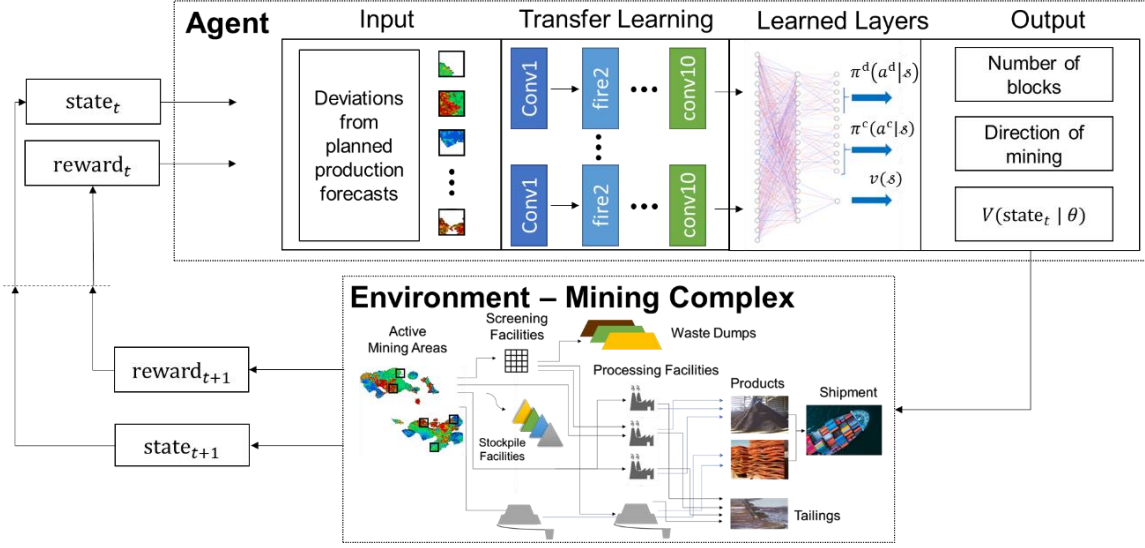 Agent
Input
Transfer Learning
Learned Layers
Output
state_t
reward_t
Deviations
from
planned
production
forecasts
Conv1
fire2
conv10
Conv1
fire2
conv10
π^d(a^d|𝓈)
π^c(a^c|𝓈)
v(𝓈)
Number of
blocks
Direction of
mining
V(state_t | θ)
Environment – Mining Complex
Active
Mining Areas
Screening
Facilities
Waste Dumps
Processing Facilities
Products
Shipment
Stockpile
Facilities
Tailings
reward_{t+1}
state_{t+1}